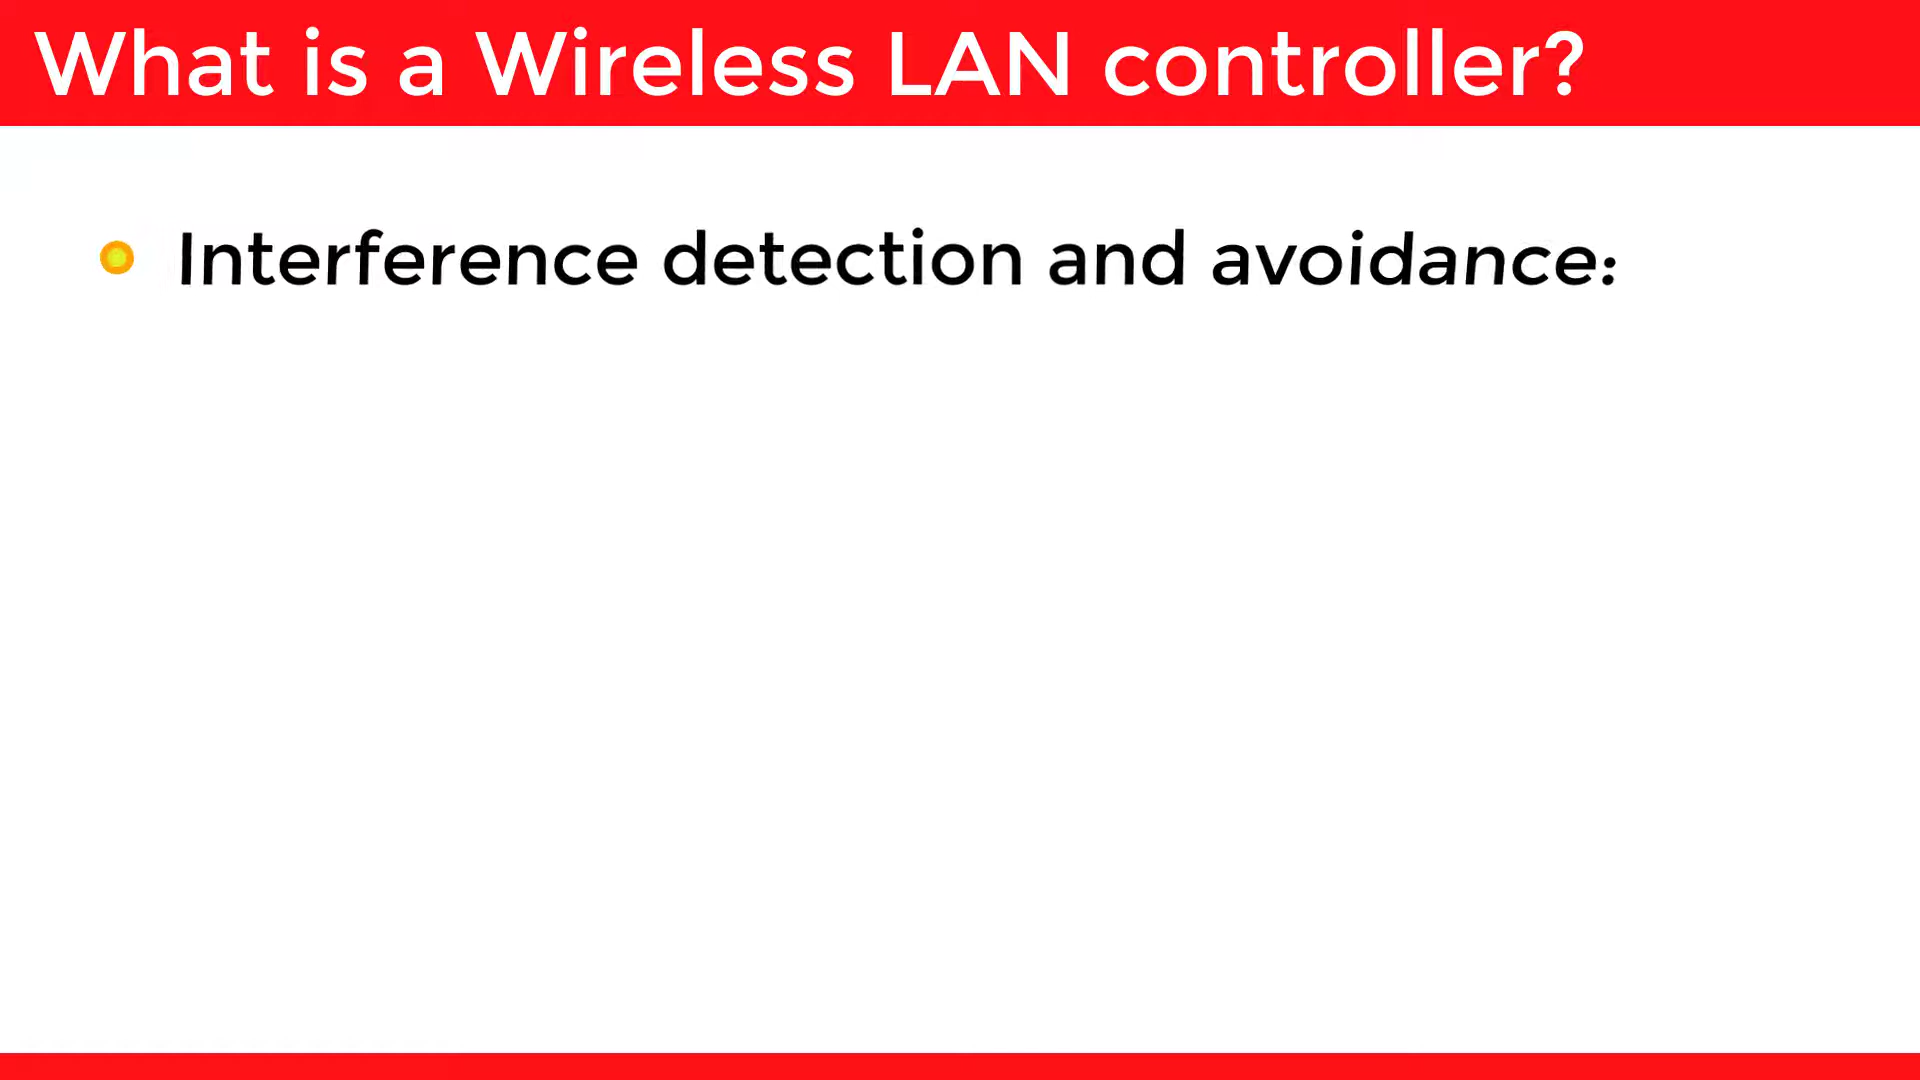 What is a Wireless LAN controller?
Interference detection and avoidance: